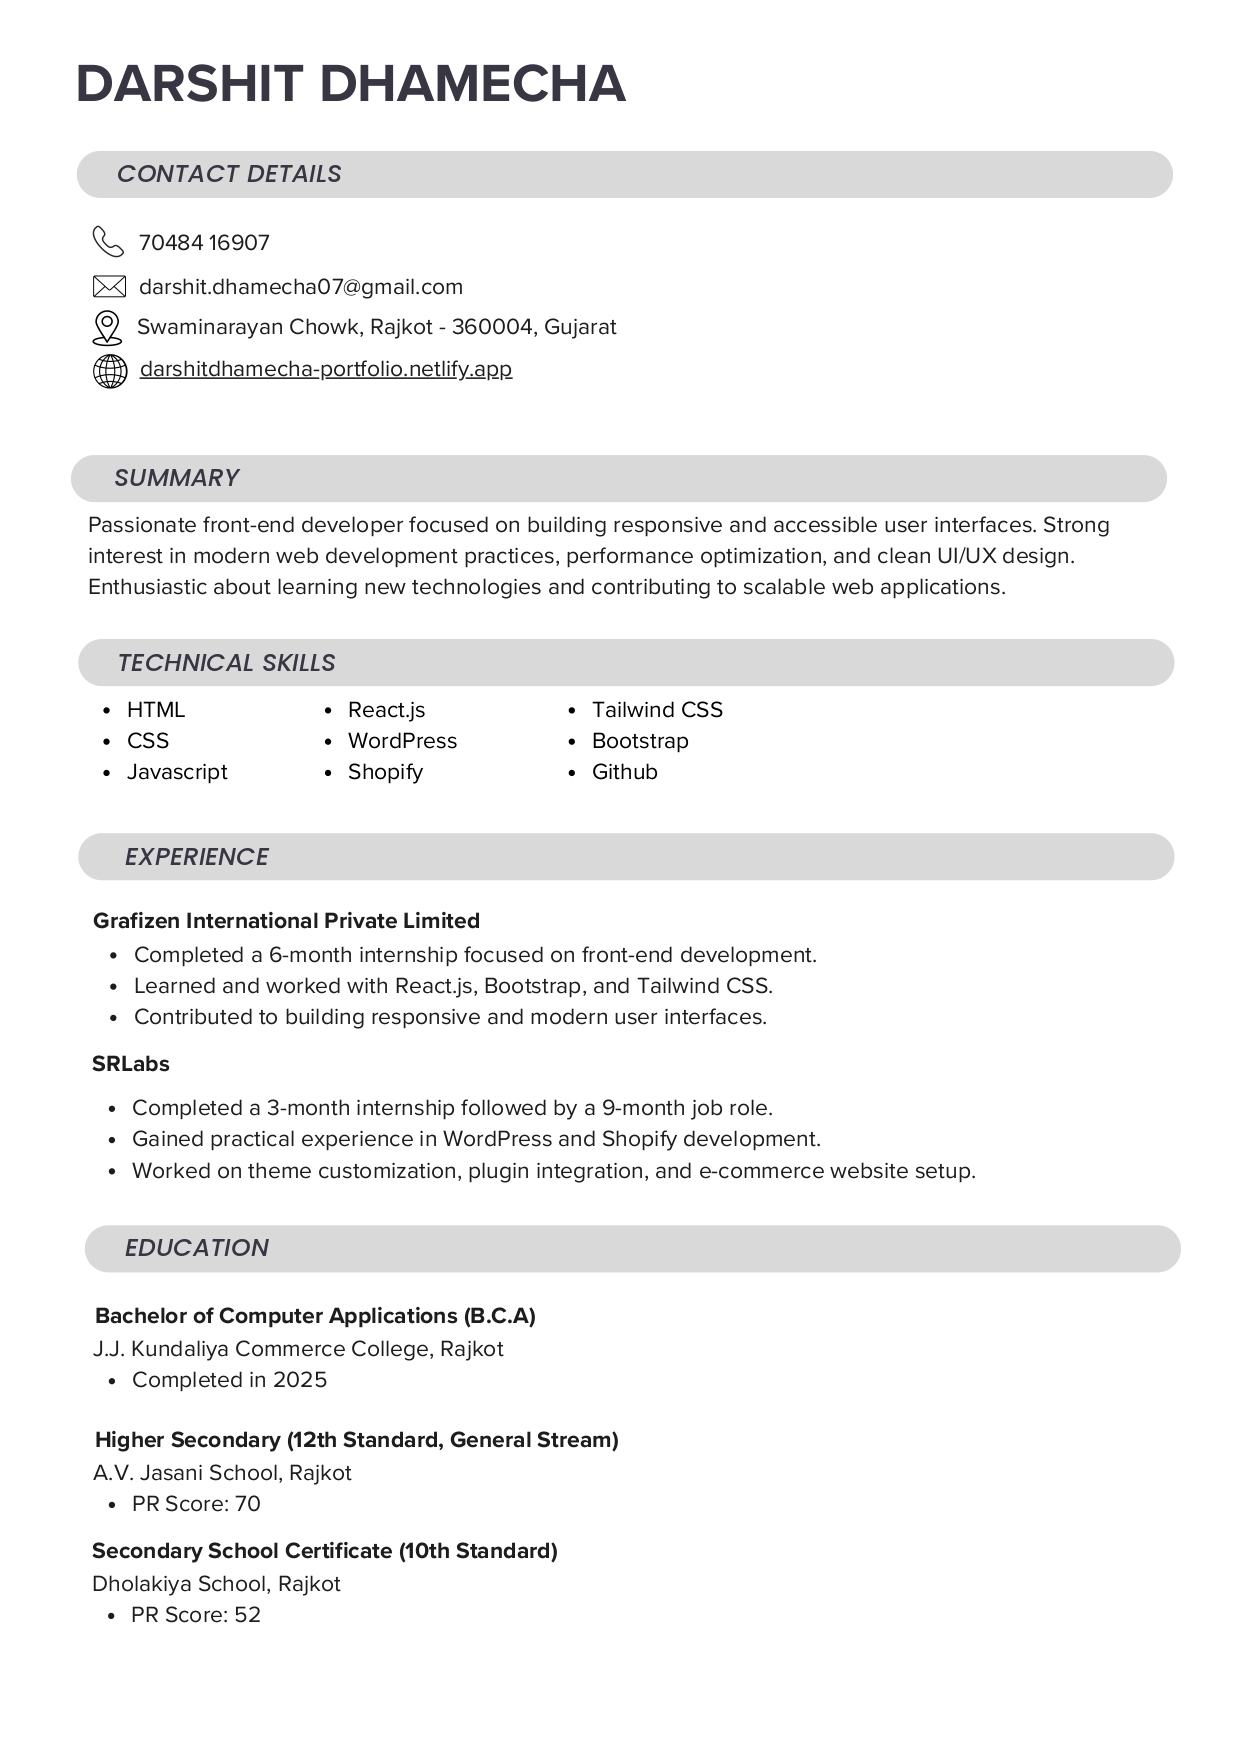 DARSHIT DHAMECHA
CONTACT DETAILS
70484 16907
darshit.dhamecha07@gmail.com
Swaminarayan Chowk, Rajkot - 360004, Gujarat
darshitdhamecha-portfolio.netlify.app
SUMMARY
Passionate front-end developer focused on building responsive and accessible user interfaces. Strong
interest in modern web development practices, performance optimization, and clean UI/UX design.
Enthusiastic about learning new technologies and contributing to scalable web applications.
TECHNICAL SKILLS
• HTML
• CSS
• Javascript
• React.js
• WordPress
• Shopify
• Tailwind CSS
• Bootstrap
• Github
EXPERIENCE
Grafizen International Private Limited
• Completed a 6-month internship focused on front-end development.
• Learned and worked with React.js, Bootstrap, and Tailwind CSS.
• Contributed to building responsive and modern user interfaces.
SRLabs
• Completed a 3-month internship followed by a 9-month job role.
• Gained practical experience in WordPress and Shopify development.
• Worked on theme customization, plugin integration, and e-commerce website setup.
EDUCATION
Bachelor of Computer Applications (B.C.A)
J.J. Kundaliya Commerce College, Rajkot
• Completed in 2025
Higher Secondary (12th Standard, General Stream)
A.V. Jasani School, Rajkot
• PR Score: 70
Secondary School Certificate (10th Standard)
Dholakiya School, Rajkot
• PR Score: 52